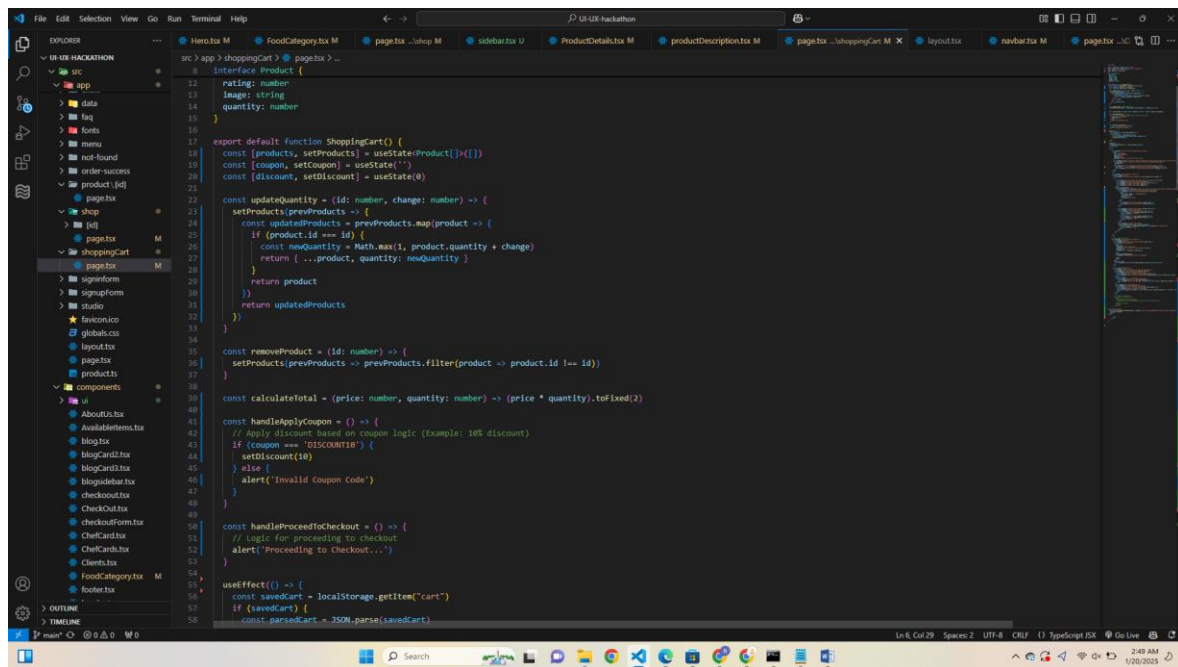 File Edit Selection View Go Run Terminal Help
UI-UX-hackathon
EXPLORER
Hero.tsx M FoodCategory.tsx M page.tsx ...\shop M sidebar.tsx U ProductDetails.tsx M productDescription.tsx M page.tsx ...\shoppingCart M layout.tsx navbar.tsx M page.tsx
UI-UX-HACKATHON
src
app
data
faq
fonts
menu
not-found
order-success
product \ [id]
page.tsx
shop
[id]
page.tsx M
shoppingCart
page.tsx M
signinform
signupForm
studio
favicon.ico
globals.css
layout.tsx
page.tsx
product.ts
components
ui
AboutUs.tsx
AvailableItems.tsx
blog.tsx
blogCard2.tsx
blogCard3.tsx
blogsidebar.tsx
checkoout.tsx
CheckOut.tsx
checkoutForm.tsx
ChefCard.tsx
ChefCards.tsx
Clients.tsx
FoodCategory.tsx M
footer.tsx
OUTLINE
TIMELINE
src > app > shoppingCart > page.tsx > ...
8 interface Product {
12 rating: number
13 image: string
14 quantity: number
15 }
16
17 export default function ShoppingCart() {
18 const [products, setProducts] = useState<Product[]>([])
19 const [coupon, setCoupon] = useState('')
20 const [discount, setDiscount] = useState(0)
21
22 const updateQuantity = (id: number, change: number) => {
23 setProducts(prevProducts => {
24 const updatedProducts = prevProducts.map(product => {
25 if (product.id === id) {
26 const newQuantity = Math.max(1, product.quantity + change)
27 return { ...product, quantity: newQuantity }
28 }
29 return product
30 })
31 return updatedProducts
32 })
33 }
34
35 const removeProduct = (id: number) => {
36 setProducts(prevProducts => prevProducts.filter(product => product.id !== id))
37 }
38
39 const calculateTotal = (price: number, quantity: number) => (price * quantity).toFixed(2)
40
41 const handleApplyCoupon = () => {
42 // Apply discount based on coupon logic (Example: 10% discount)
43 if (coupon === 'DISCOUNT10') {
44 setDiscount(10)
45 } else {
46 alert('Invalid Coupon Code')
47 }
48 }
49
50 const handleProceedToCheckout = () => {
51 // Logic for proceeding to checkout
52 alert('Proceeding to Checkout...')
53 }
54
55 useEffect(() => {
56 const savedCart = localStorage.getItem("cart")
57 if (savedCart) {
58 const parsedCart = JSON.parse(savedCart)
main* 0 0 0 Ln 6, Col 29 Spaces: 2 UTF-8 CRLF {} TypeScript JSX Go Live
Search
2:49 AM
1/20/2025